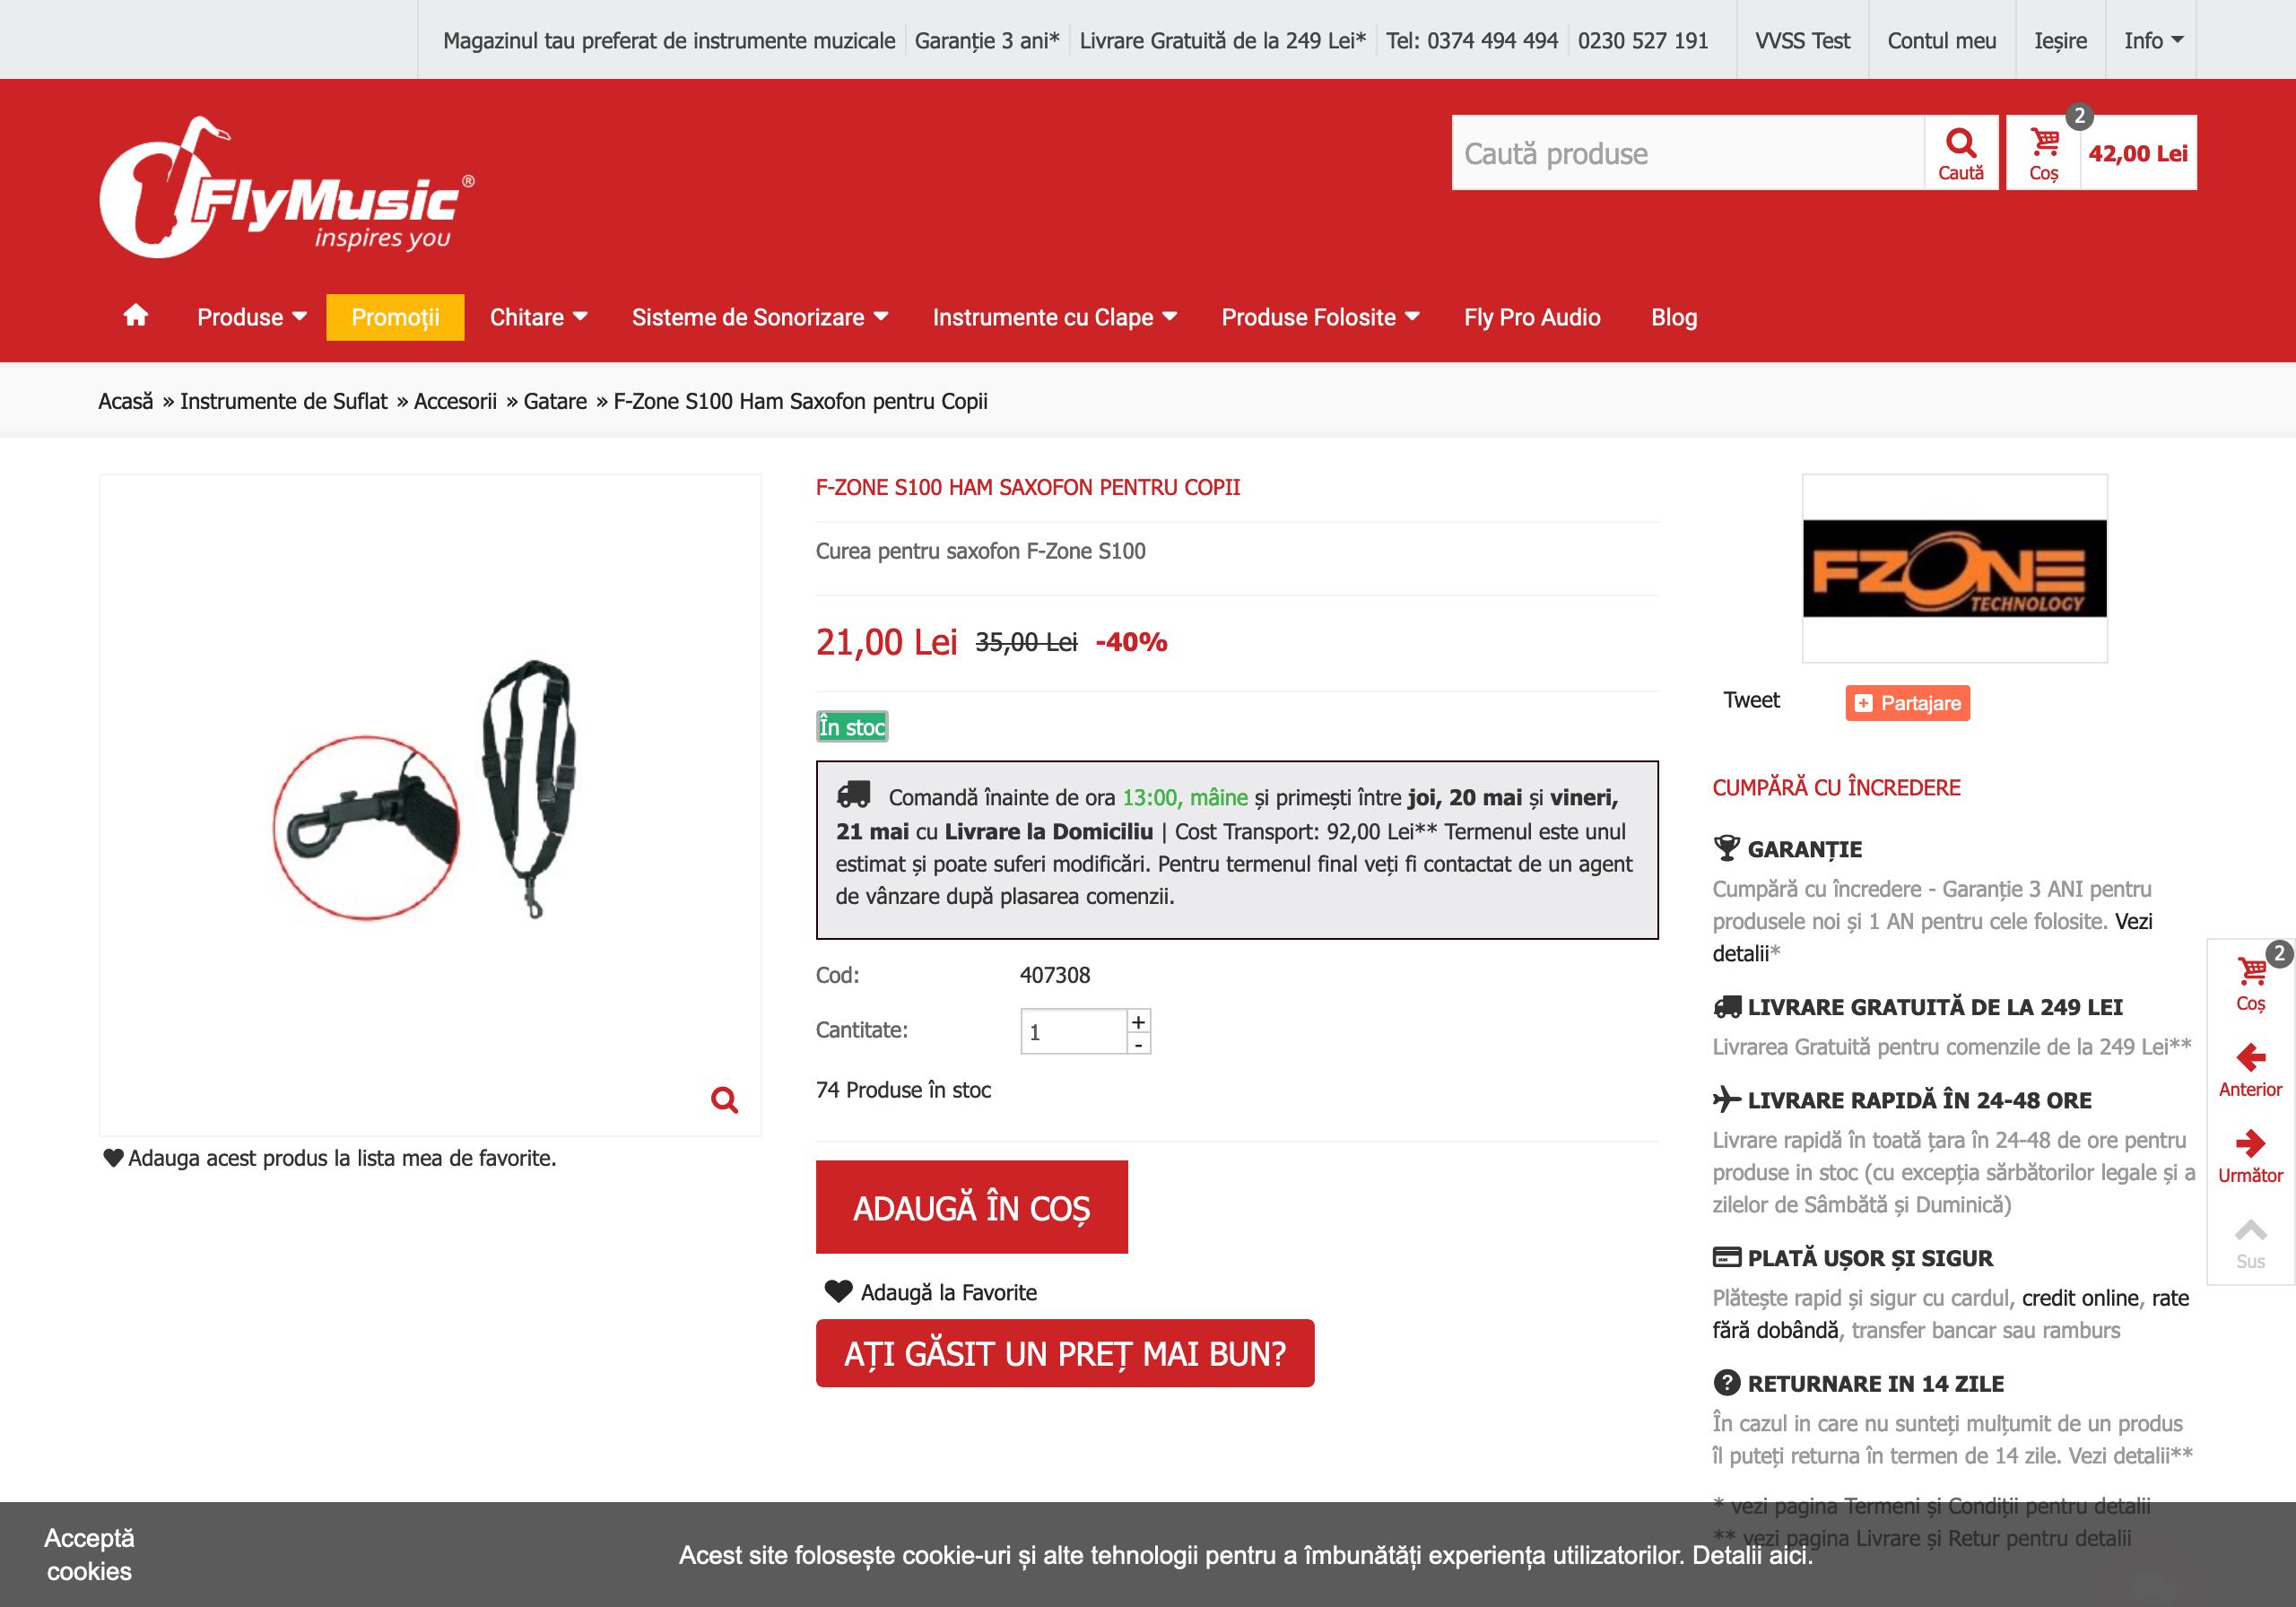 Magazinul tau preferat de instrumente muzicale Garanție 3 ani* Livrare Gratuită de la 249 Lei* Tel: 0374 494 494 0230 527 191 VVSS Test Contul meu Ieșire Info
FlyMusic®
inspires you
Caută produse
Caută
2
Coș
42,00 Lei
Produse Promoții Chitare Sisteme de Sonorizare Instrumente cu Clape Produse Folosite Fly Pro Audio Blog
Acasă » Instrumente de Suflat » Accesorii » Gatare » F-Zone S100 Ham Saxofon pentru Copii
Adauga acest produs la lista mea de favorite.
F-ZONE S100 HAM SAXOFON PENTRU COPII
Curea pentru saxofon F-Zone S100
21,00 Lei 35,00 Lei -40%
În stoc
Comandă înainte de ora 13:00, mâine și primești între joi, 20 mai și vineri,
21 mai cu Livrare la Domiciliu | Cost Transport: 92,00 Lei** Termenul este unul
estimat și poate suferi modificări. Pentru termenul final veți fi contactat de un agent
de vânzare după plasarea comenzii.
Cod: 407308
Cantitate: 1 + -
74 Produse în stoc
ADAUGĂ ÎN COȘ
Adaugă la Favorite
AȚI GĂSIT UN PREȚ MAI BUN?
FZONE
TECHNOLOGY
Tweet Partajare
CUMPĂRĂ CU ÎNCREDERE
GARANȚIE
Cumpără cu încredere - Garanție 3 ANI pentru
produsele noi și 1 AN pentru cele folosite. Vezi
detalii*
LIVRARE GRATUITĂ DE LA 249 LEI
Livrarea Gratuită pentru comenzile de la 249 Lei**
LIVRARE RAPIDĂ ÎN 24-48 ORE
Livrare rapidă în toată țara în 24-48 de ore pentru
produse in stoc (cu excepția sărbătorilor legale și a
zilelor de Sâmbătă și Duminică)
PLATĂ UȘOR ȘI SIGUR
Plătește rapid și sigur cu cardul, credit online, rate
fără dobândă, transfer bancar sau ramburs
RETURNARE IN 14 ZILE
În cazul in care nu sunteți mulțumit de un produs
îl puteți returna în termen de 14 zile. Vezi detalii**
* vezi pagina Termeni și Condiții pentru detalii
** vezi pagina Livrare și Retur pentru detalii
2
Coș
Anterior
Următor
Sus
Acceptă
cookies
Acest site folosește cookie-uri și alte tehnologii pentru a îmbunătăți experiența utilizatorilor. Detalii aici.